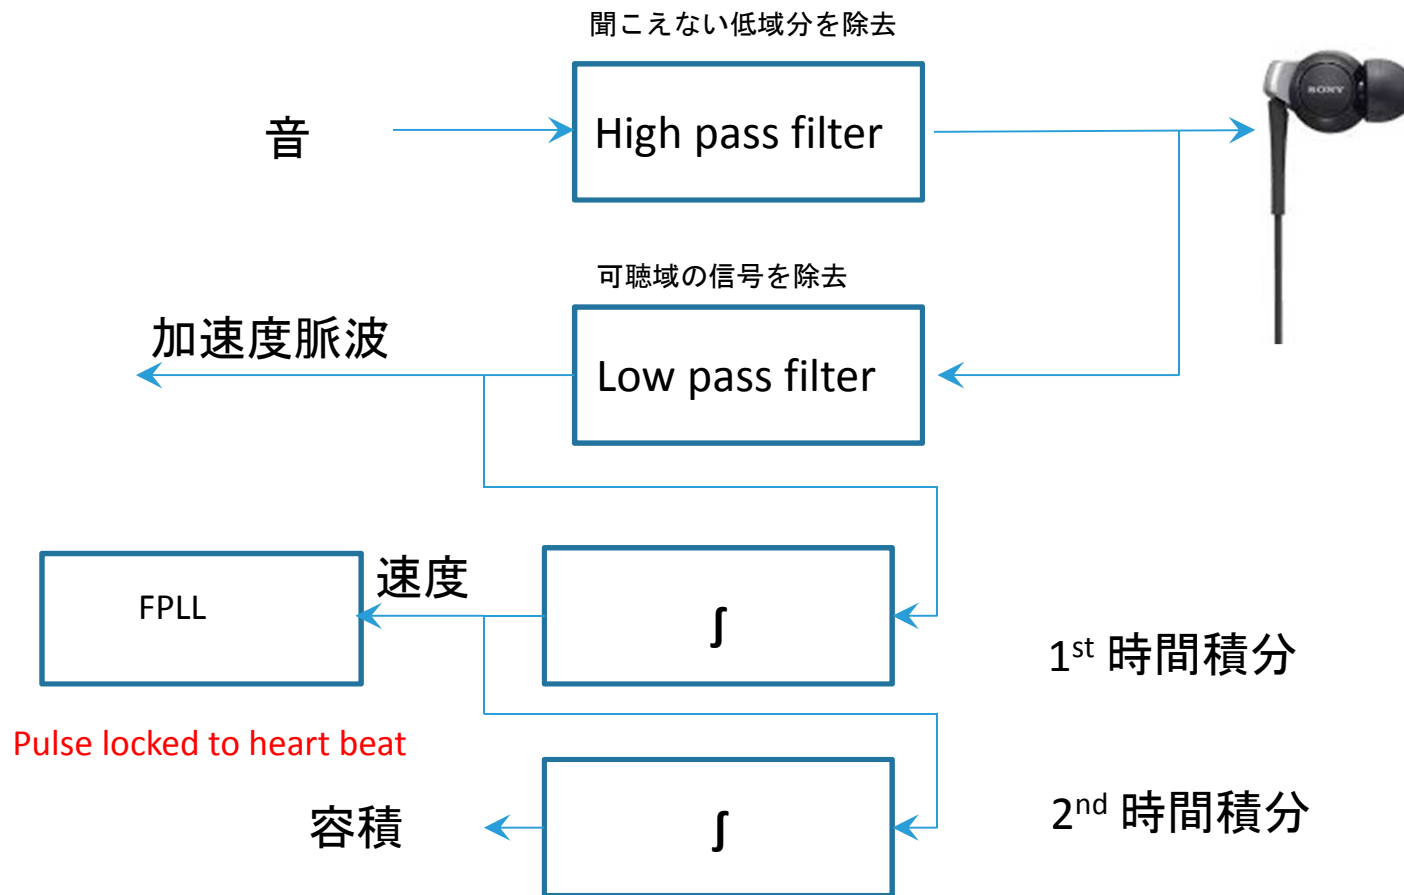 聞こえない低域分を除去
音
High pass filter
SONY
可聴域の信号を除去
加速度脈波
Low pass filter
速度
FPLL
∫
1st 時間積分
Pulse locked to heart beat
容積
∫
2nd 時間積分